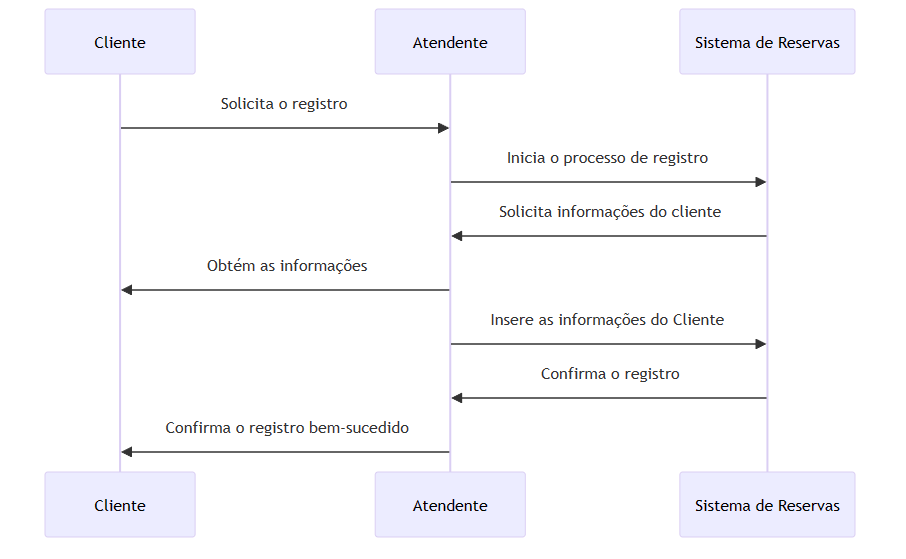 Cliente
Atendente
Sistema de Reservas
Solicita o registro
Inicia o processo de registro
Solicita informações do cliente
Obtém as informações
Insere as informações do Cliente
Confirma o registro
Confirma o registro bem-sucedido
Cliente
Atendente
Sistema de Reservas